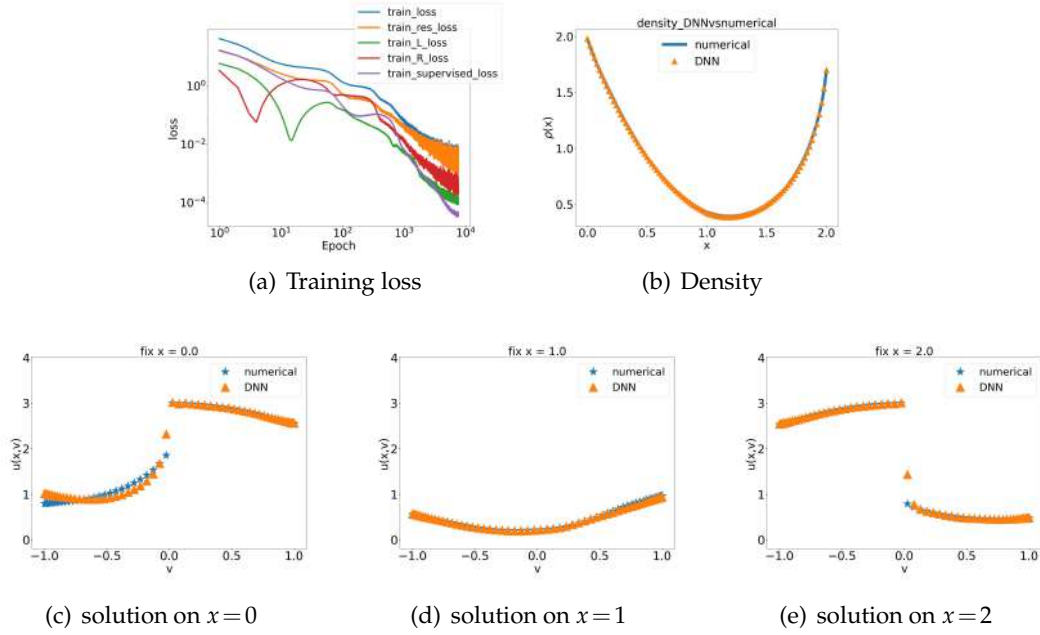 train_loss
train_res_loss
train_L_loss
train_R_loss
train_supervised_loss
10^0
10^-2
10^-4
loss
10^0 10^1 10^2 10^3 10^4
Epoch
(a) Training loss
density_DNNvsnumerical
numerical
DNN
2.0
1.5
1.0
0.5
ρ(x)
0.0 0.5 1.0 1.5 2.0
x
(b) Density
fix x = 0.0
numerical
DNN
4
3
2
1
0
u(x,v)
−1.0 −0.5 0.0 0.5 1.0
v
(c) solution on x=0
fix x = 1.0
numerical
DNN
4
3
2
1
0
u(x,v)
−1.0 −0.5 0.0 0.5 1.0
v
(d) solution on x=1
fix x = 2.0
numerical
DNN
4
3
2
1
0
u(x,v)
−1.0 −0.5 0.0 0.5 1.0
v
(e) solution on x=2